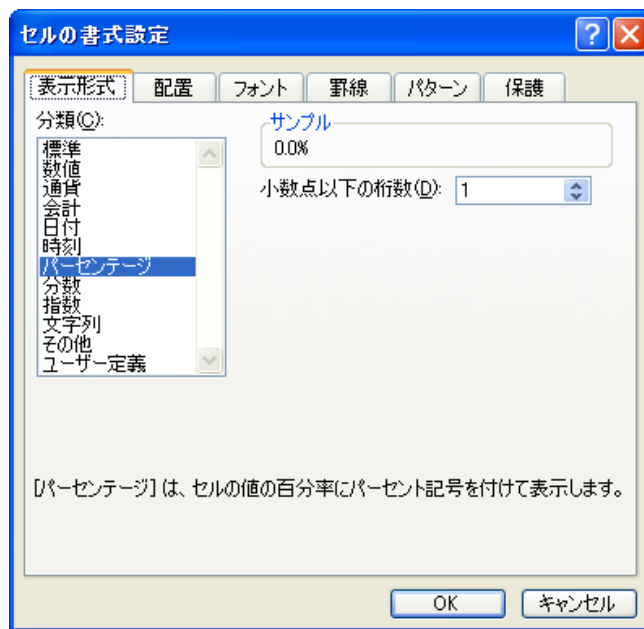 セルの書式設定
表示形式 配置 フォント 罫線 パターン 保護
分類(C):
標準
数値
通貨
会計
日付
時刻
パーセンテージ
分数
指数
文字列
その他
ユーザー定義
サンプル
0.0%
小数点以下の桁数(D): 1
[パーセンテージ] は、セルの値の百分率にパーセント記号を付けて表示します。
OK キャンセル